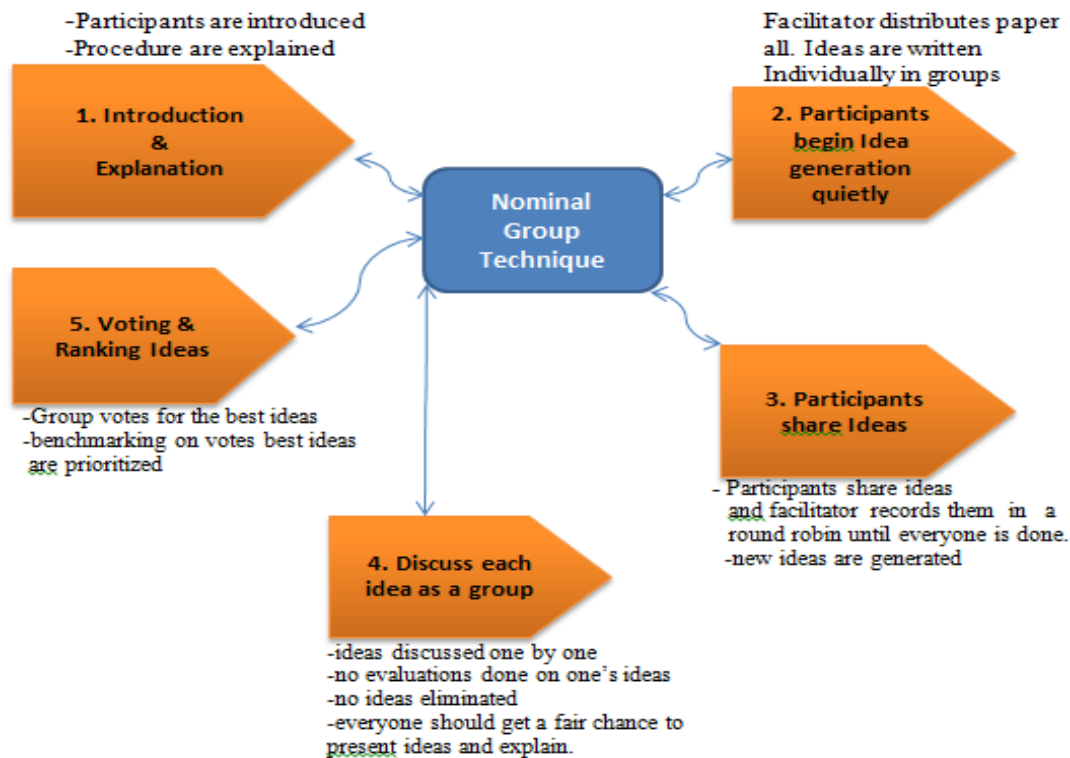 -Participants are introduced
-Procedure are explained
1. Introduction
&
Explanation
Facilitator distributes paper
all. Ideas are written
Individually in groups
2. Participants
begin Idea
generation
quietly
Nominal
Group
Technique
3. Participants
share Ideas
- Participants share ideas
and facilitator records them in a
round robin until everyone is done.
-new ideas are generated
4. Discuss each
idea as a group
-ideas discussed one by one
-no evaluations done on one's ideas
-no ideas eliminated
-everyone should get a fair chance to
present ideas and explain.
5. Voting &
Ranking Ideas
-Group votes for the best ideas
-benchmarking on votes best ideas
are prioritized